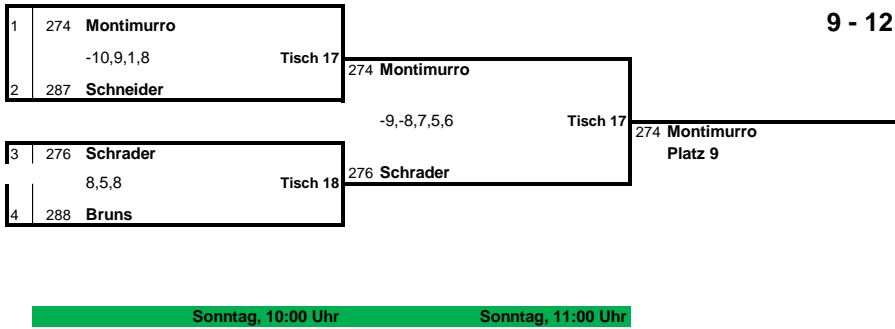 9 - 12
1 274 Montimurro
-10,9,1,8 Tisch 17
274 Montimurro
2 287 Schneider
-9,-8,7,5,6 Tisch 17
274 Montimurro
Platz 9
3 276 Schrader
276 Schrader
8,5,8 Tisch 18
4 288 Bruns
Sonntag, 10:00 Uhr Sonntag, 11:00 Uhr